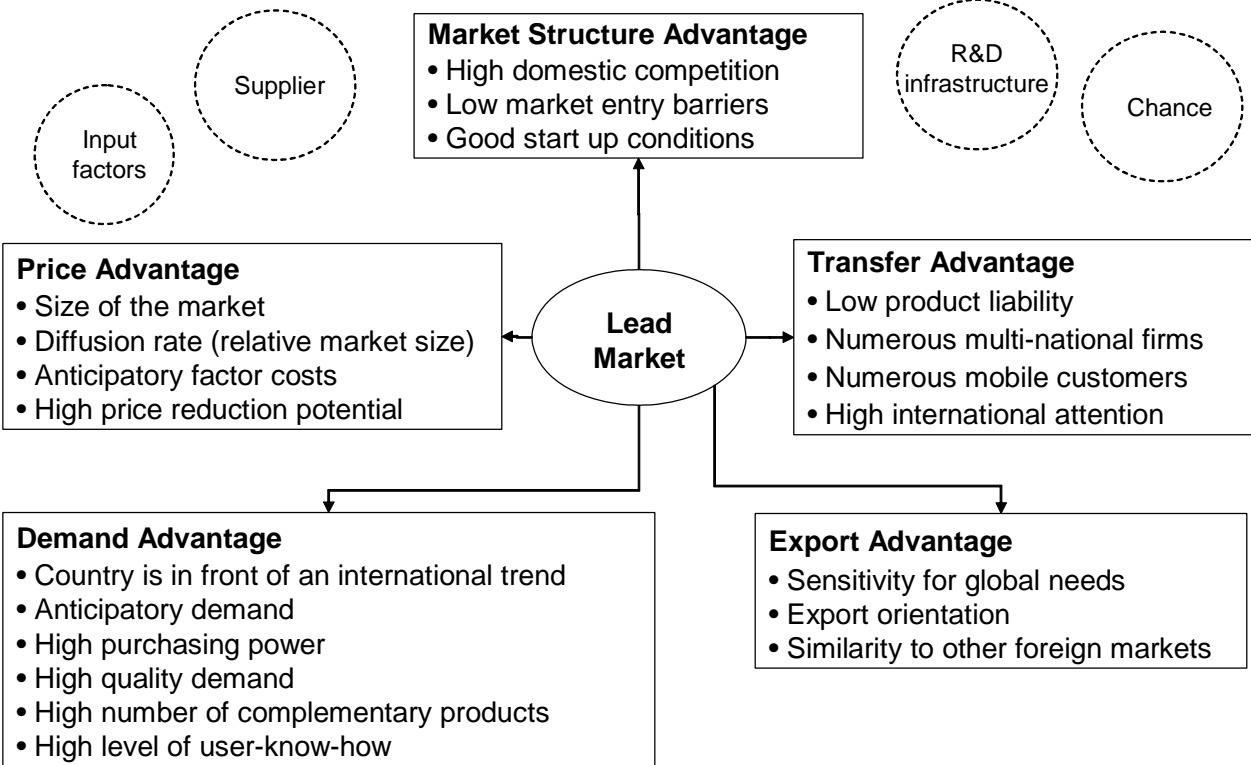 Market Structure Advantage
• High domestic competition
• Low market entry barriers
• Good start up conditions
Supplier
Input
factors
R&D
infrastructure
Chance
Price Advantage
• Size of the market
• Diffusion rate (relative market size)
• Anticipatory factor costs
• High price reduction potential
Lead
Market
Transfer Advantage
• Low product liability
• Numerous multi-national firms
• Numerous mobile customers
• High international attention
Demand Advantage
• Country is in front of an international trend
• Anticipatory demand
• High purchasing power
• High quality demand
• High number of complementary products
• High level of user-know-how
Export Advantage
• Sensitivity for global needs
• Export orientation
• Similarity to other foreign markets